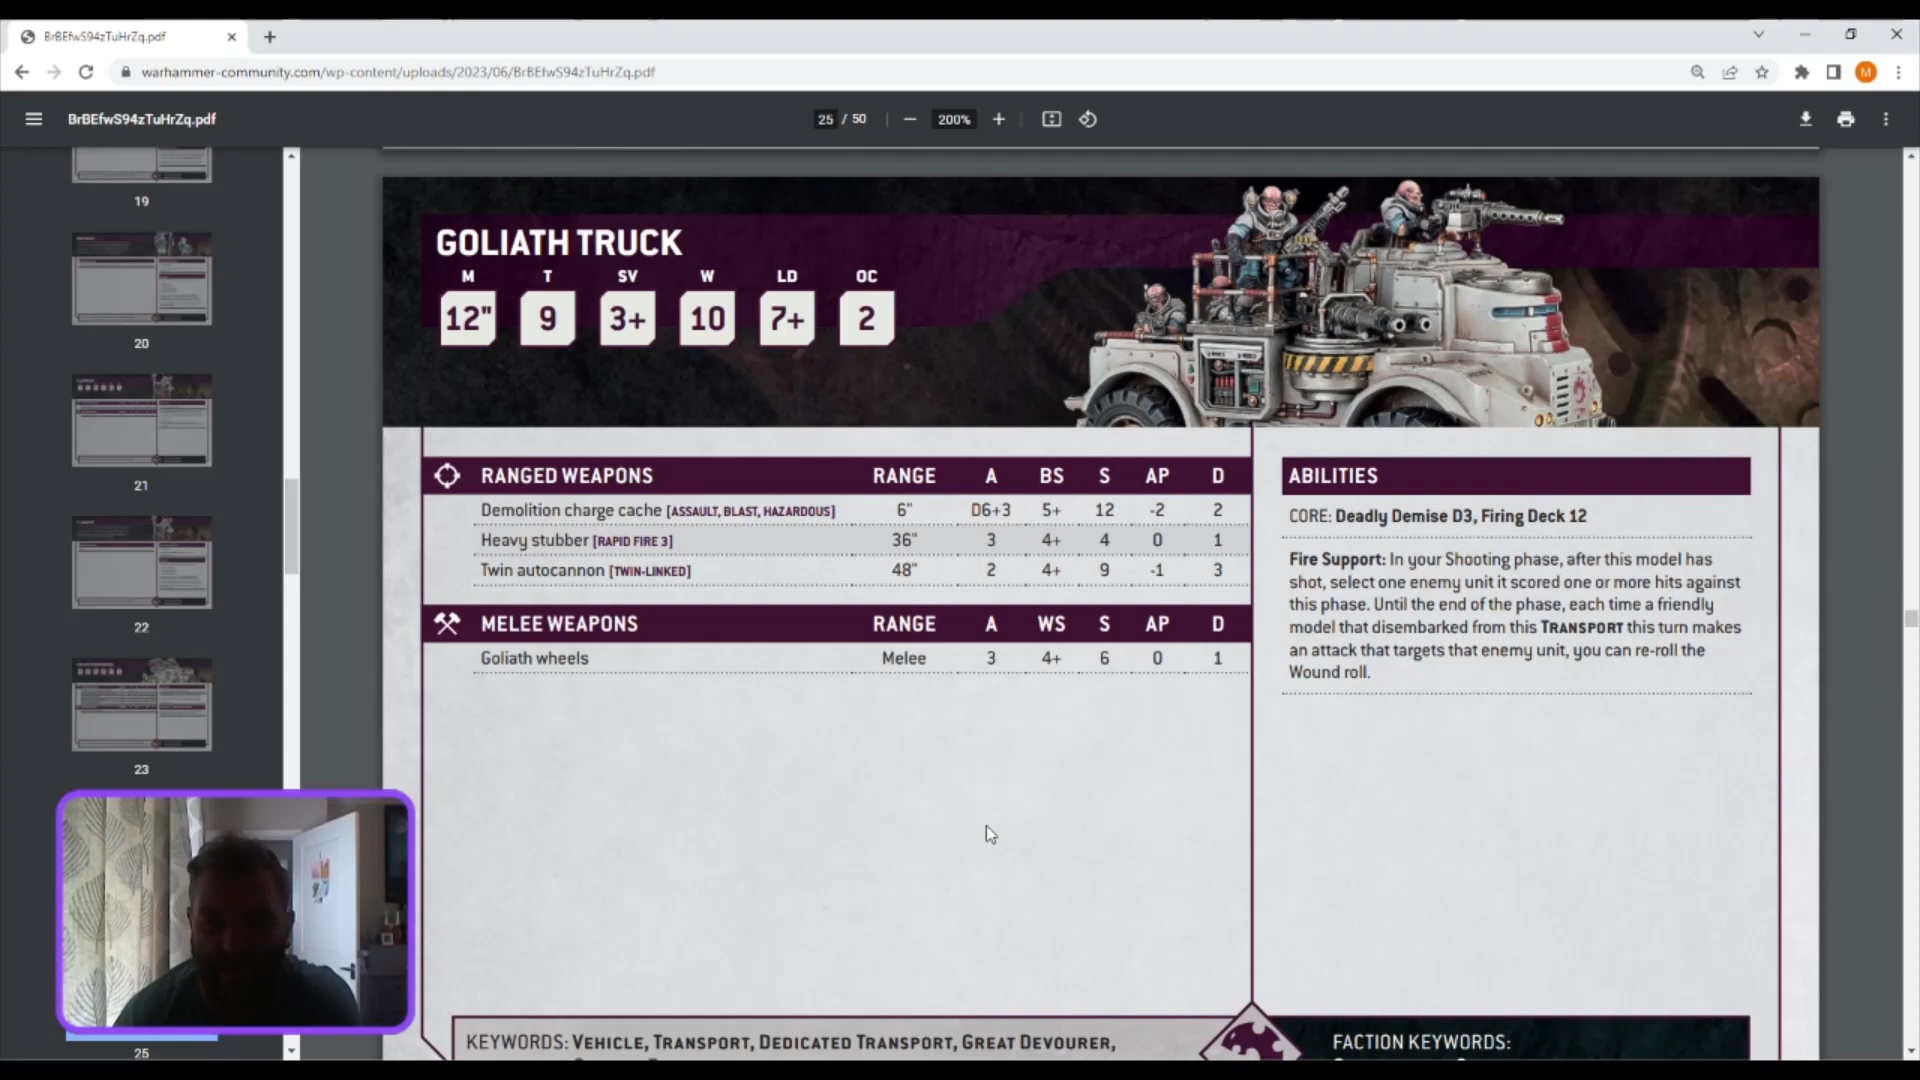 BrBEfwS94zTuHrZq.pdf
warhammer-community.com/wp-content/uploads/2023/06/BrBEfwS94zTuHrZq.pdf
M
BrBEfwS94zTuHrZq.pdf
25 / 50
200%
19
20
21
22
23
25
GOLIATH TRUCK
M T SV W LD OC
12" 9 3+ 10 7+ 2
RANGED WEAPONS RANGE A BS S AP D
Demolition charge cache [ASSAULT, BLAST, HAZARDOUS] 6" D6+3 5+ 12 -2 2
Heavy stubber [RAPID FIRE 3] 36" 3 4+ 4 0 1
Twin autocannon [TWIN-LINKED] 48" 2 4+ 9 -1 3
MELEE WEAPONS RANGE A WS S AP D
Goliath wheels Melee 3 4+ 6 0 1
ABILITIES
CORE: Deadly Demise D3, Firing Deck 12
Fire Support: In your Shooting phase, after this model has
shot, select one enemy unit it scored one or more hits against
this phase. Until the end of the phase, each time a friendly
model that disembarked from this TRANSPORT this turn makes
an attack that targets that enemy unit, you can re-roll the
Wound roll.
KEYWORDS: VEHICLE, TRANSPORT, DEDICATED TRANSPORT, GREAT DEVOURER,
FACTION KEYWORDS: